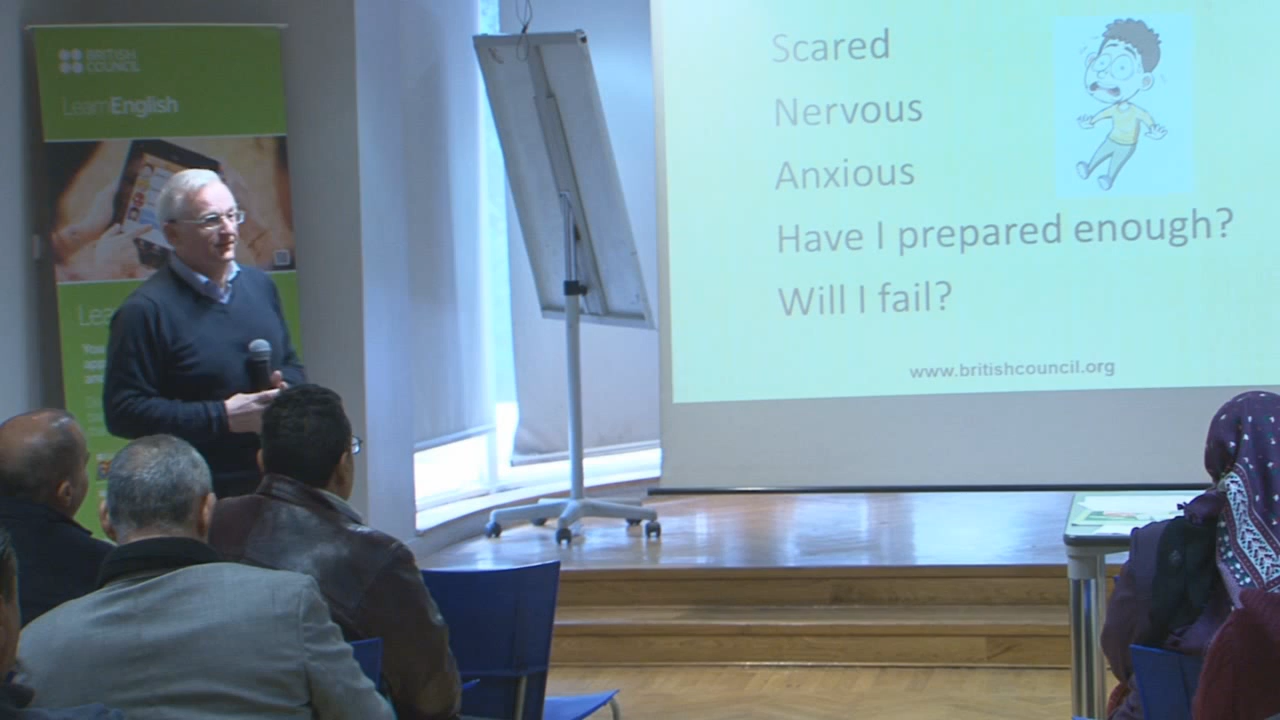 BRITISH
COUNCIL
LearnEnglish
Scared
Nervous
Anxious
Have I prepared enough?
Will I fail?
www.britishcouncil.org